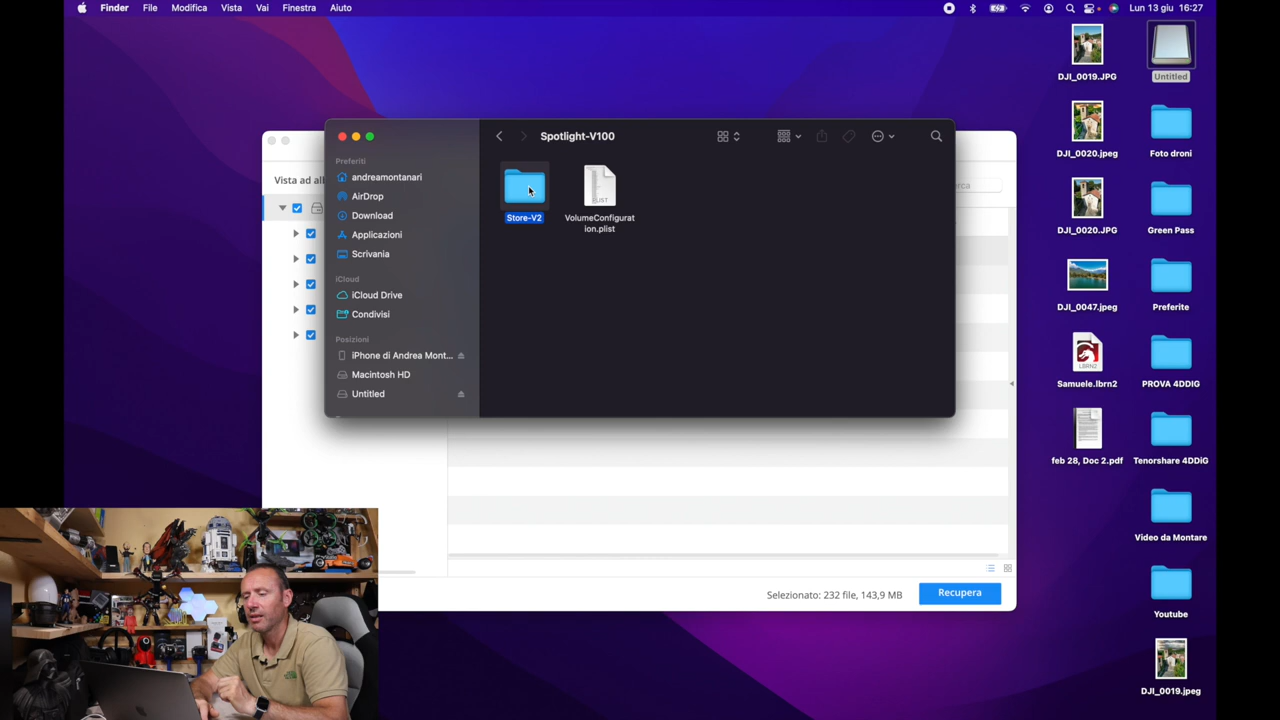 Finder File Modifica Vista Vai Finestra Aiuto
Lun 13 giu 16:27
Spotlight-V100
Vista ad alb
Preferiti
andreamontanari
AirDrop
Download
Applicazioni
Scrivania
iCloud
iCloud Drive
Condivisi
Posizioni
iPhone di Andrea Mont...
Macintosh HD
Untitled
Store-V2
PLIST
VolumeConfigurat
ion.plist
rca
Selezionato: 232 file, 143,9 MB
Recupera
DJI_0019.JPG
Untitled
DJI_0020.jpeg
Foto droni
DJI_0020.JPG
Green Pass
DJI_0047.jpeg
Preferite
LBRN2
Samuele.lbrn2
PROVA 4DDIG
feb 28, Doc 2.pdf
Tenorshare 4DDiG
Video da Montare
Youtube
DJI_0019.jpeg